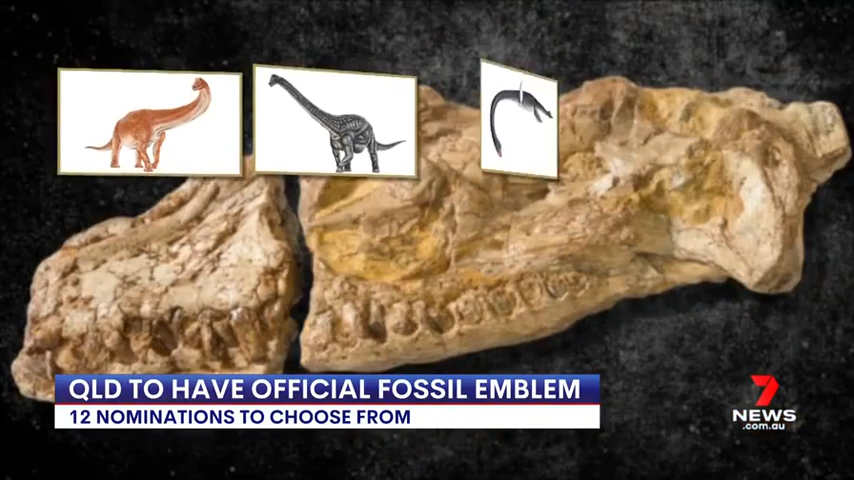 QLD TO HAVE OFFICIAL FOSSIL EMBLEM
12 NOMINATIONS TO CHOOSE FROM
7
NEWS
.com.au